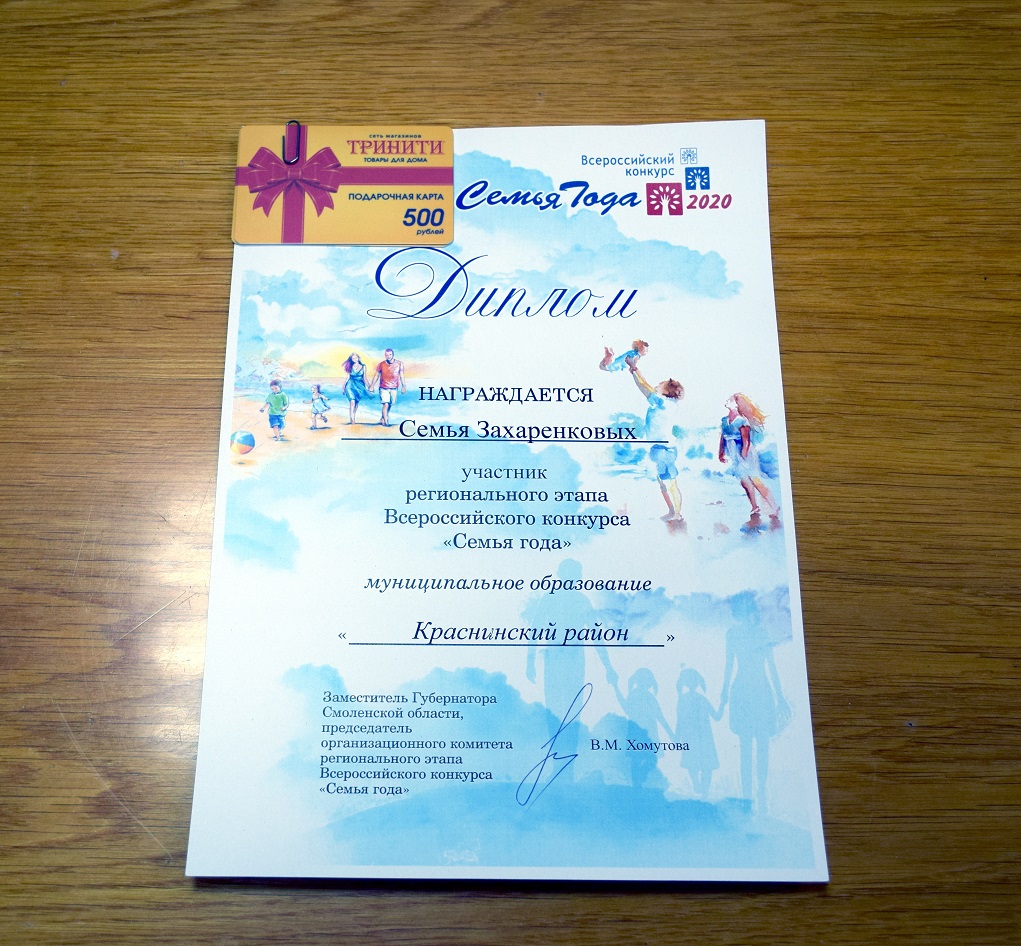 сеть магазинов
ТРИНИТИ
ТОВАРЫ ДЛЯ ДОМА
ПОДАРОЧНАЯ КАРТА
500
рублей
Всероссийский
конкурс
Семья Года 2020
Диплом
НАГРАЖДАЕТСЯ
Семья Захаренковых
участник
регионального этапа
Всероссийского конкурса
«Семья года»
муниципальное образование
« Краснинский район »
Заместитель Губернатора
Смоленской области,
председатель
организационного комитета
регионального этапа
Всероссийского конкурса
«Семья года»
В.М. Хомутова